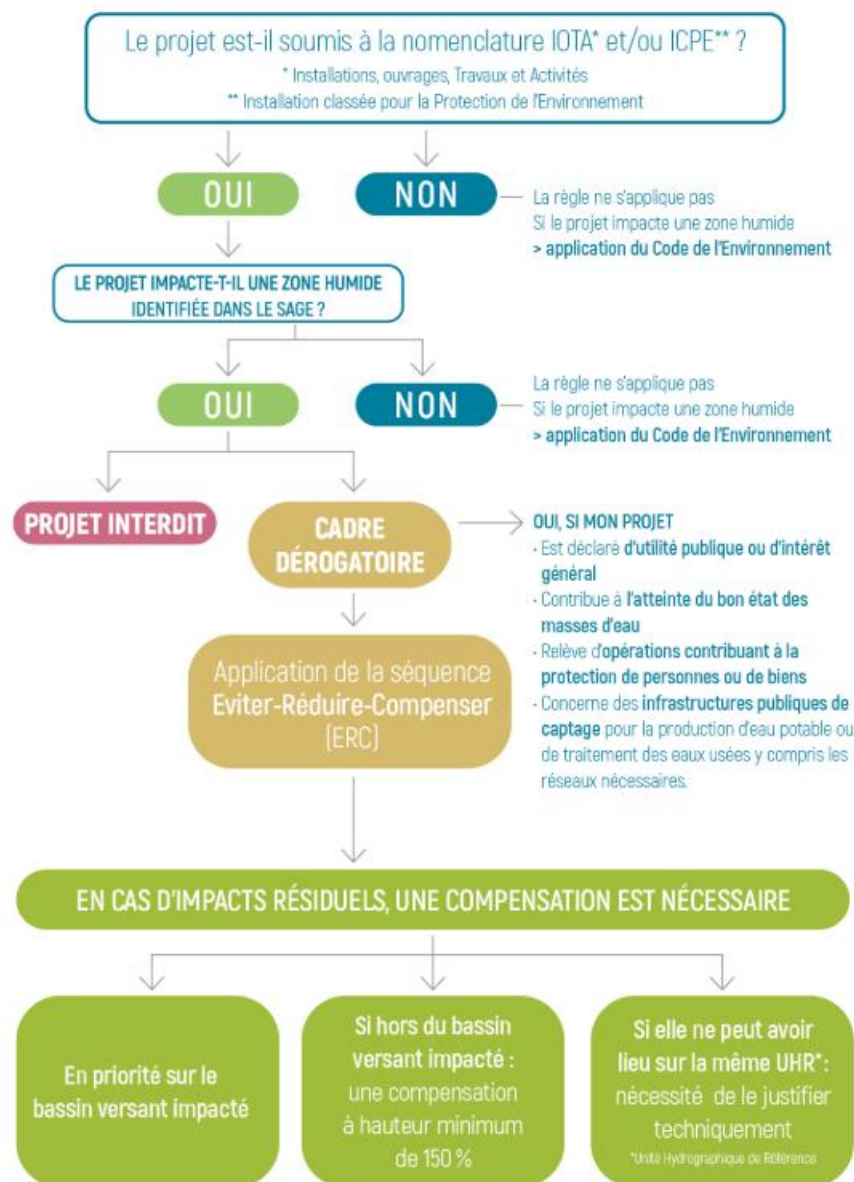 Le projet est-il soumis à la nomenclature IOTA* et/ou ICPE** ?
* Installations, ouvrages, Travaux et Activités
** Installation classée pour la Protection de l'Environnement
OUI
NON
La règle ne s'applique pas
Si le projet impacte une zone humide
> application du Code de l'Environnement
LE PROJET IMPACTE-T-IL UNE ZONE HUMIDE
IDENTIFIÉE DANS LE SAGE ?
OUI
NON
La règle ne s'applique pas
Si le projet impacte une zone humide
> application du Code de l'Environnement
PROJET INTERDIT
CADRE
DÉROGATOIRE
OUI, SI MON PROJET
· Est déclaré d'utilité publique ou d'intérêt
général
· Contribue à l'atteinte du bon état des
masses d'eau
· Relève d'opérations contribuant à la
protection de personnes ou de biens
· Concerne des infrastructures publiques de
captage pour la production d'eau potable ou
de traitement des eaux usées y compris les
réseaux nécessaires.
Application de la séquence
Eviter-Réduire-Compenser
(ERC)
EN CAS D'IMPACTS RÉSIDUELS, UNE COMPENSATION EST NÉCESSAIRE
En priorité sur le
bassin versant impacté
Si hors du bassin
versant impacté :
une compensation
à hauteur minimum
de 150 %
Si elle ne peut avoir
lieu sur la même UHR* :
nécessité de le justifier
techniquement
*Unité Hydrographique de Référence